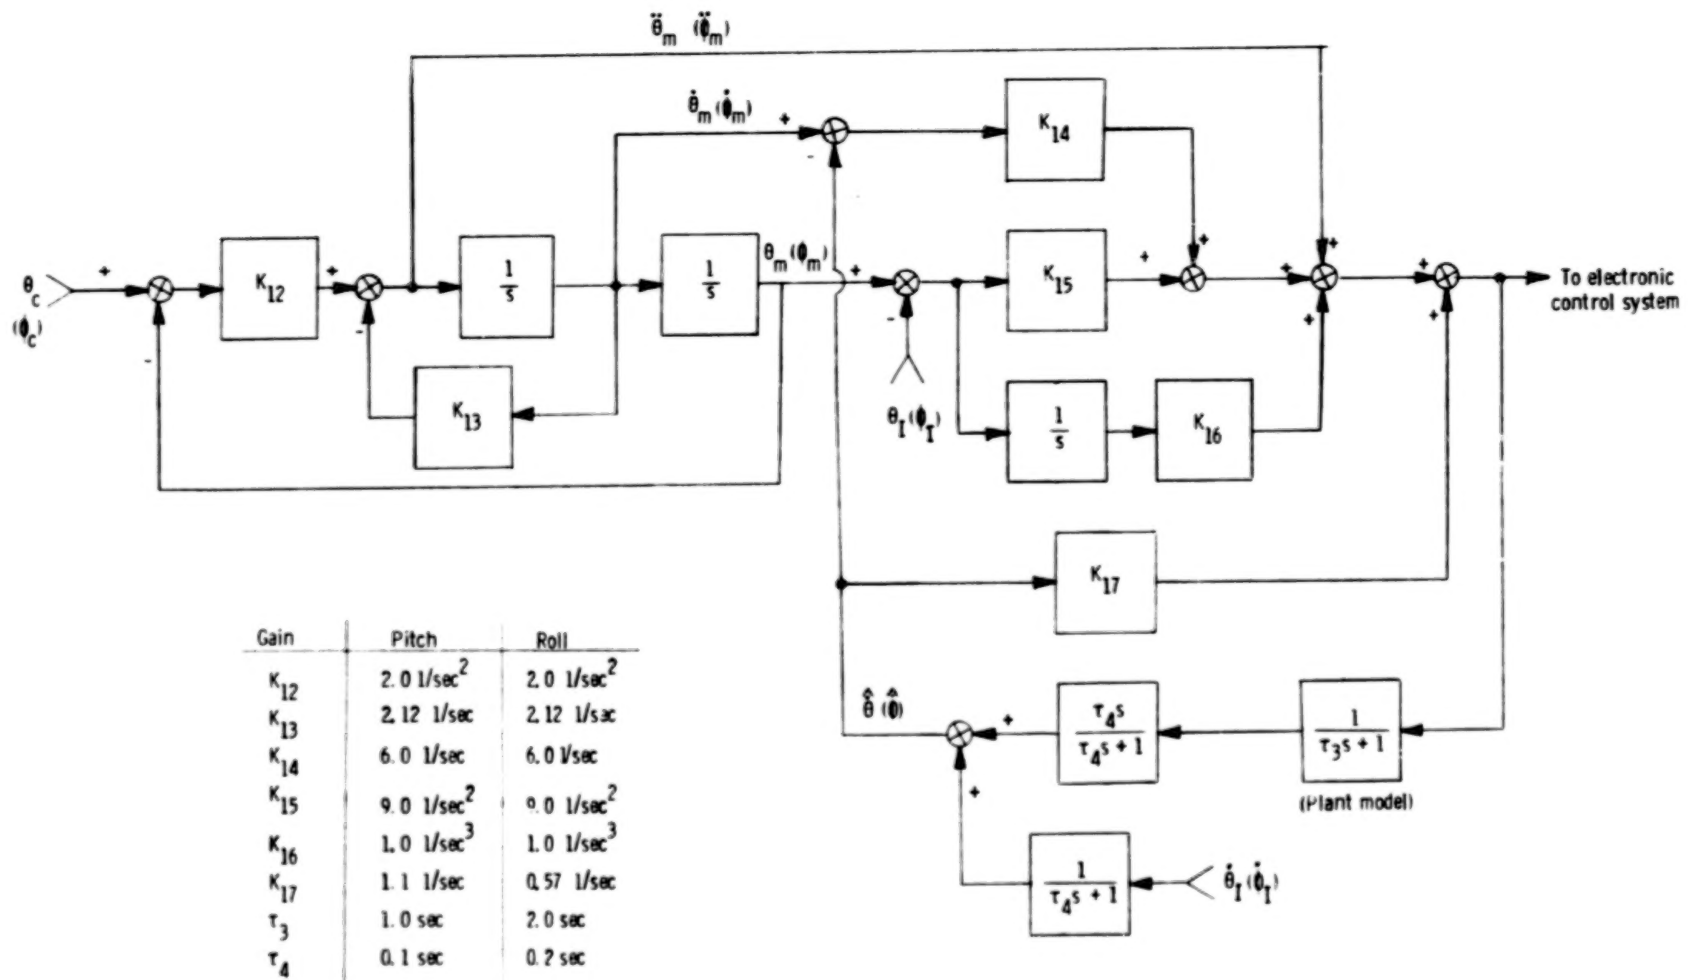 θ̈m (ϕ̈m)
θ̇m (ϕ̇m)
+
-
K14
θc
(ϕc)
+
-
K12
+
-
1/s
1/s
θm (ϕm)
+
-
K15
+
+
+
+
+
+
+
To electronic
control system
K13
θI (ϕI)
1/s
K16
K17
θ̇̂ (ϕ̇̂)
+
τ4s/(τ4s + 1)
1/(τ3s + 1)
(Plant model)
+
1/(τ4s + 1)
θ̇I (ϕ̇I)
Gain Pitch Roll
K12 2.0 1/sec² 2.0 1/sec²
K13 2.12 1/sec 2.12 1/sec
K14 6.0 1/sec 6.0 1/sec
K15 9.0 1/sec² 9.0 1/sec²
K16 1.0 1/sec³ 1.0 1/sec³
K17 1.1 1/sec 0.57 1/sec
τ3 1.0 sec 2.0 sec
τ4 0.1 sec 0.2 sec